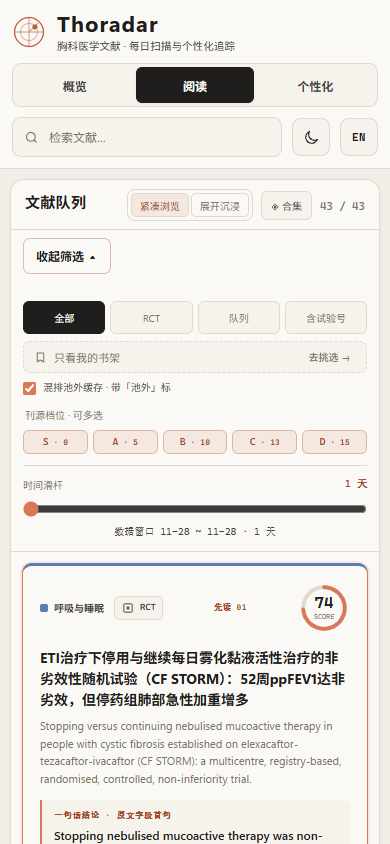 Thoradar
胸科医学文献 · 每日扫描与个性化追踪
概览 阅读 个性化
检索文献... EN
文献队列 紧凑浏览 展开沉浸 ◈ 合集 43 / 43
收起筛选 ▲
全部 RCT 队列 含试验号
只看我的书架 去挑选 →
混排池外缓存 · 带「池外」标
刊源档位 · 可多选
S · 0 A · 5 B · 10 C · 13 D · 15
时间滑杆 1 天
数据窗口 11-28 ~ 11-28 · 1 天
呼吸与睡眠 RCT 先读 01 74
SCORE
ETI治疗下停用与继续每日雾化黏液活性治疗的非
劣效性随机试验（CF STORM）：52周ppFEV1达非
劣效，但停药组肺部急性加重增多
Stopping versus continuing nebulised mucoactive therapy in
people with cystic fibrosis established on elexacaftor-
tezacaftor-ivacaftor (CF STORM): a multicentre, registry-based,
randomised, controlled, non-inferiority trial.
一句话结论 · 原文字段首句
Stopping nebulised mucoactive therapy was non-